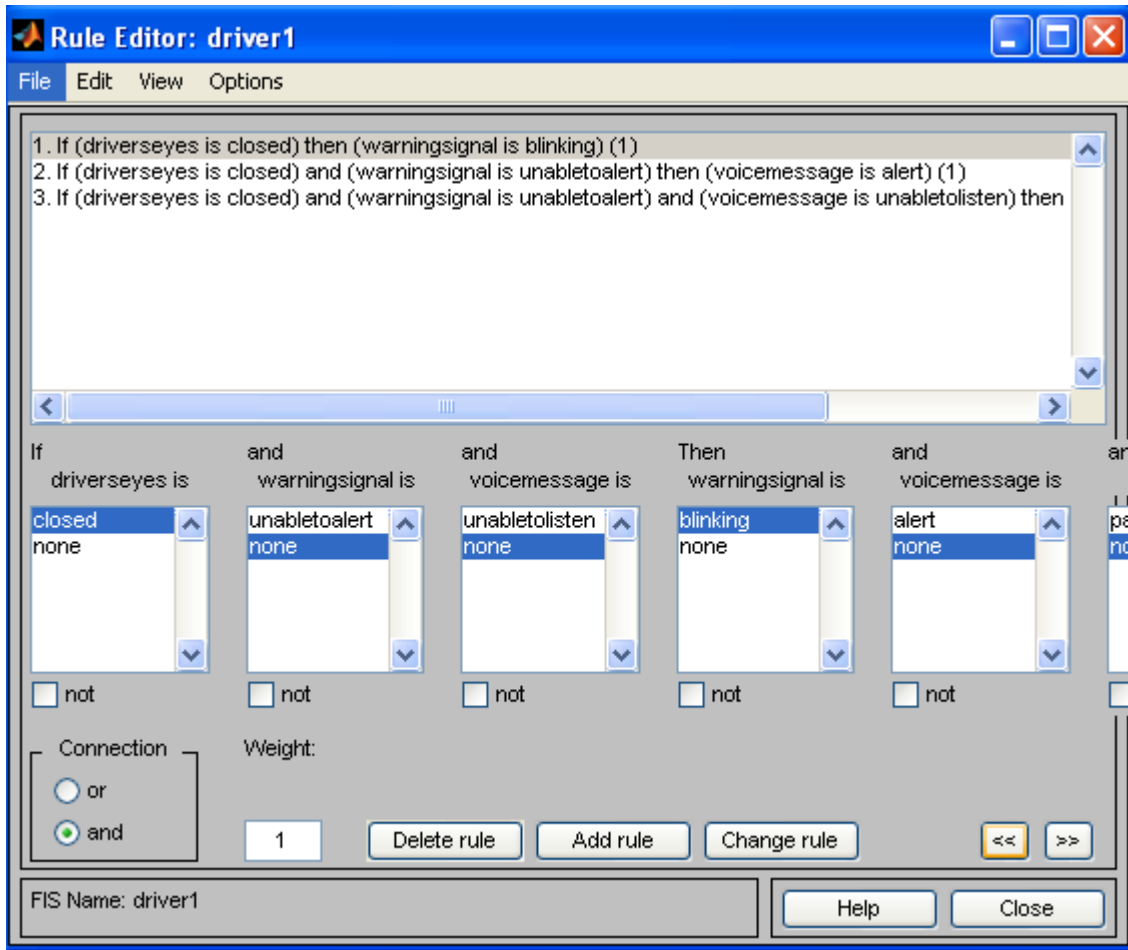 Rule Editor: driver1
File Edit View Options
1. If (driverseyes is closed) then (warningsignal is blinking) (1)
2. If (driverseyes is closed) and (warningsignal is unabletoalert) then (voicemessage is alert) (1)
3. If (driverseyes is closed) and (warningsignal is unabletoalert) and (voicemessage is unabletolisten) then
If and and Then and
driverseyes is warningsignal is voicemessage is warningsignal is voicemessage is
closed unabletoalert unabletolisten blinking alert
none none none none none
not not not not not
Connection Weight:
or
and 1 Delete rule Add rule Change rule << >>
FIS Name: driver1 Help Close